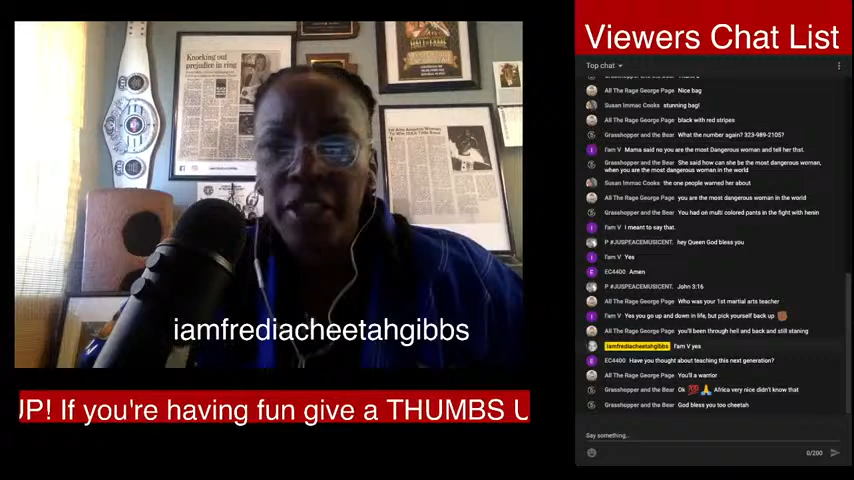 Knocking out
prejudice in ring
iamfrediacheetahgibbs
UP! If you're having fun give a THUMBS U
Viewers Chat List
Top chat
All The Rage George Page Nice bag
Susan Immac Cooks stunning bag!
All The Rage George Page black with red stripes
Grasshopper and the Bear What the number again? 323-989-2105?
I'am V Mama said no you are the most Dangerous woman and tell her thst.
Grasshopper and the Bear She said how can she be the most dangerous woman,
when you are the most dangerous woman in the world
Susan Immac Cooks the one people warned her about
All The Rage George Page you are the most dangerous woman in the world
Grasshopper and the Bear You had on multi colored pants in the fight with henin
I'am V I meant to say that.
P #JUSPEACEMUSICENT. hey Queen God bless you
I'am V Yes
EC4400 Amen
P #JUSPEACEMUSICENT. John 3:16
All The Rage George Page Who was your 1st martial arts teacher
I'am V Yes you go up and down in life, but pick yourself back up
All The Rage George Page you'll been through hell and back and still staning
iamfrediacheetahgibbs I'am V yes
EC4400 Have you thought about teaching this next generation?
All The Rage George Page You'll a warrior
Grasshopper and the Bear Ok 💯 🙏 Africa very nice didn't know that
Grasshopper and the Bear God bless you too cheetah
Say something...
0/200